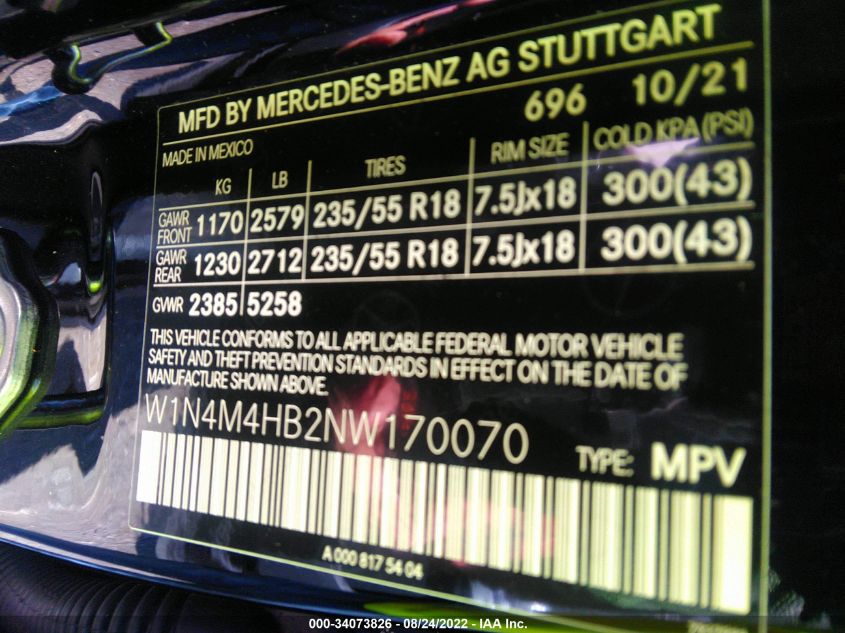 MFD BY MERCEDES-BENZ AG STUTTGART
696 10/21
MADE IN MEXICO
KG LB TIRES RIM SIZE COLD KPA (PSI)
GAWR FRONT 1170 2579 235/55 R18 7.5Jx18 300(43)
GAWR REAR 1230 2712 235/55 R18 7.5Jx18 300(43)
GVWR 2385 5258
THIS VEHICLE CONFORMS TO ALL APPLICABLE FEDERAL MOTOR VEHICLE
SAFETY AND THEFT PREVENTION STANDARDS IN EFFECT ON THE DATE OF
MANUFACTURE SHOWN ABOVE.
W1N4M4HB2NW170070
TYPE: MPV
A 000 817 54 04
000-34073826 - 08/24/2022 - IAA Inc.